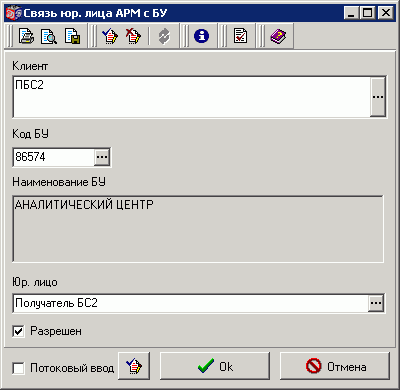 Связь юр. лица АРМ с БУ
Клиент
ПБС2
Код БУ
86574
Наименование БУ
АНАЛИТИЧЕСКИЙ ЦЕНТР
Юр. лицо
Получатель БС2
Разрешен
Потоковый ввод Ok Отмена